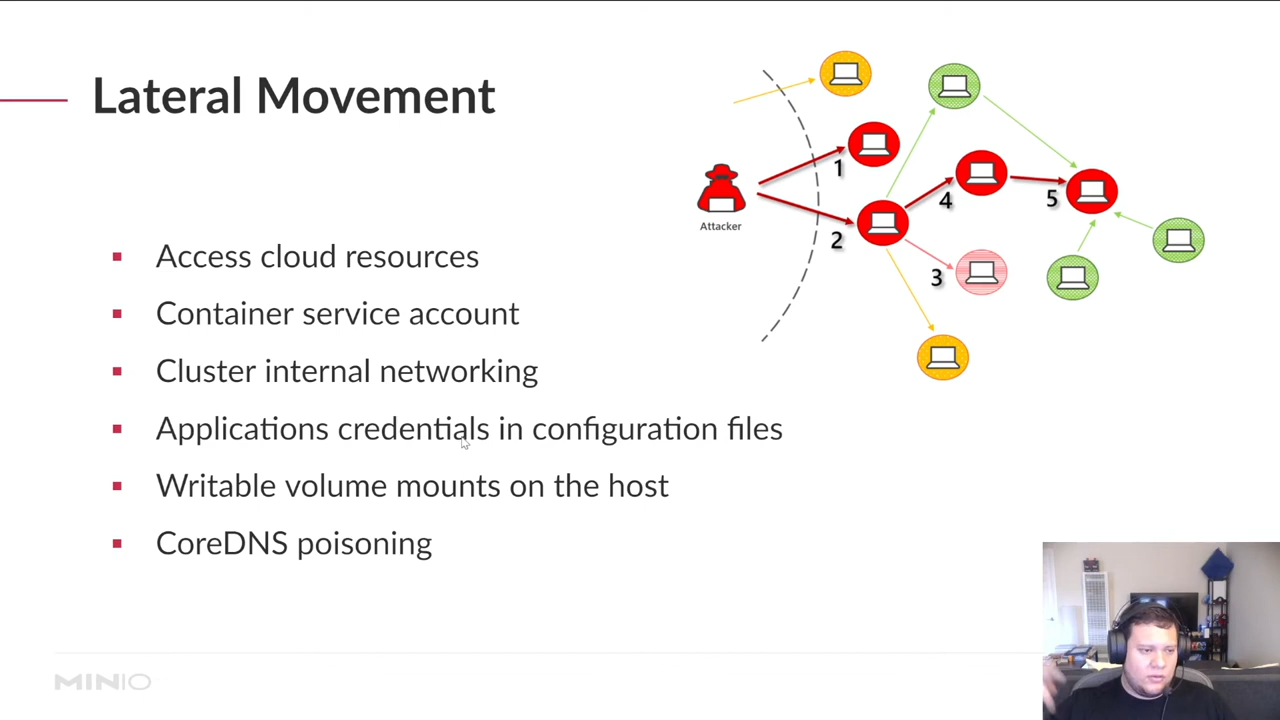 Lateral Movement
1
2
3
4
5
Attacker
▪ Access cloud resources
▪ Container service account
▪ Cluster internal networking
▪ Applications credentials in configuration files
▪ Writable volume mounts on the host
▪ CoreDNS poisoning
MINIO